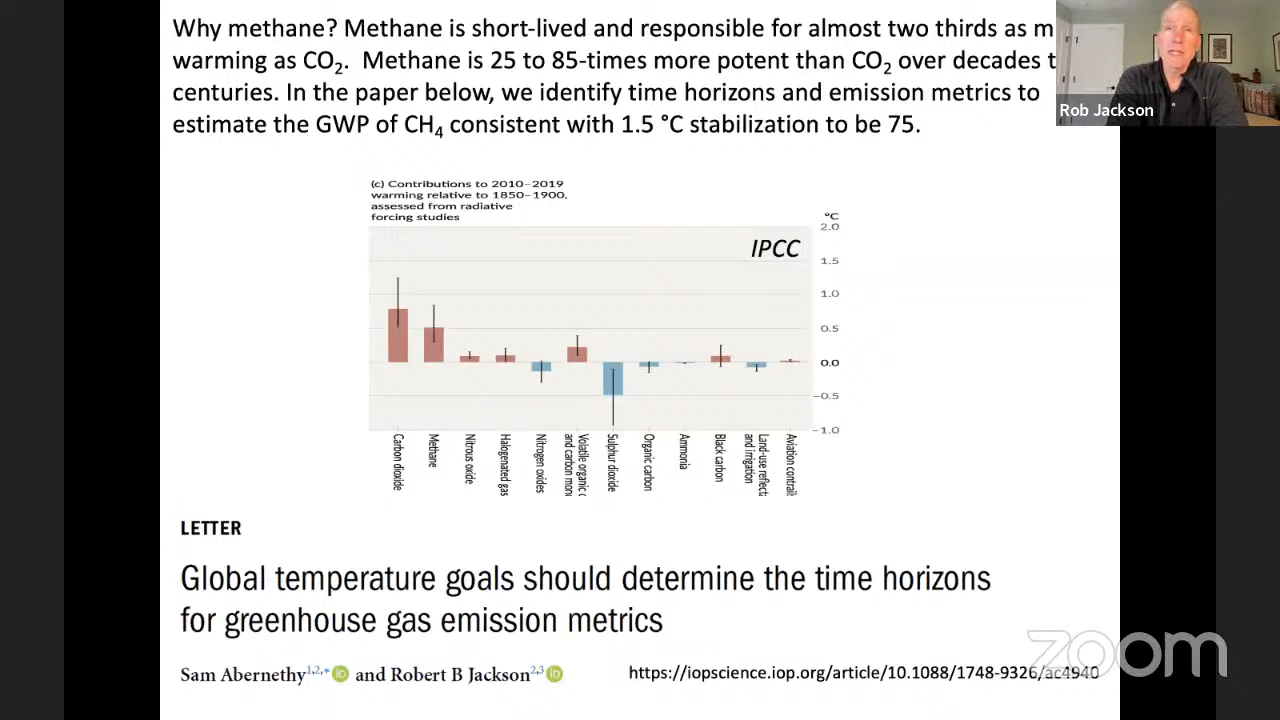 Why methane? Methane is short-lived and responsible for almost two thirds as
warming as CO₂. Methane is 25 to 85-times more potent than CO₂ over decades
centuries. In the paper below, we identify time horizons and emission metrics to
estimate the GWP of CH₄ consistent with 1.5 °C stabilization to be 75.
Rob Jackson
(c) Contributions to 2010–2019
warming relative to 1850–1900,
assessed from radiative
forcing studies
°C
2.0
IPCC
1.5
1.0
0.5
0.0
−0.5
−1.0
Carbon dioxide
Methane
Nitrous oxide
Halogenated gas
Nitrogen oxides
Volatile organic
and carbon
Sulphur dioxide
Organic carbon
Ammonia
Black carbon
Land-use
and irrigation
Aviation
LETTER
Global temperature goals should determine the time horizons
for greenhouse gas emission metrics
Sam Abernethy1,2,* iD and Robert B Jackson2,3 iD
https://iopscience.iop.org/article/10.1088/1748-9326/ac4940
zoom